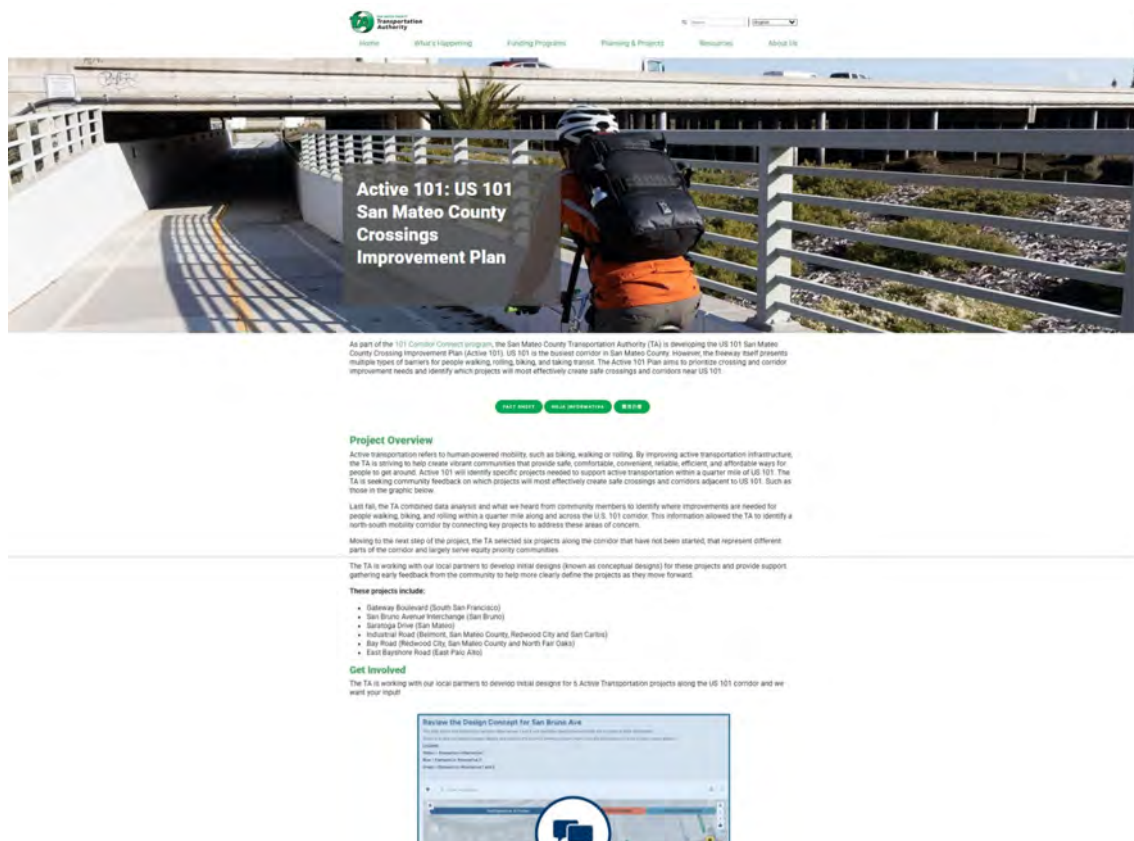 Transportation
Authority
Search
English
Home
What's Happening
Funding Programs
Planning & Projects
Resources
About Us
Active 101: US 101
San Mateo County
Crossings
Improvement Plan
As part of the 101 Corridor Connect program, the San Mateo County Transportation Authority (TA) is developing the US 101 San Mateo
County Crossing Improvement Plan (Active 101). US 101 is the busiest corridor in San Mateo County. However, the freeway itself presents
multiple types of barriers for people walking, rolling, biking, and taking transit. The Active 101 Plan aims to prioritize crossing and corridor
improvement needs and identify which projects will most effectively create safe crossings and corridors near US 101.
FACT SHEET
HOJA INFORMATIVA
Project Overview
Active transportation refers to human-powered mobility, such as biking, walking or rolling. By improving active transportation infrastructure,
the TA is striving to help create vibrant communities that provide safe, comfortable, convenient, reliable, efficient, and affordable ways for
people to get around. Active 101 will identify specific projects needed to support active transportation within a quarter mile of US 101. The
TA is seeking community feedback on which projects will most effectively create safe crossings and corridors adjacent to US 101. Such as
those in the graphic below.
Last fall, the TA combined data analysis and what we heard from community members to identify where improvements are needed for
people walking, biking, and rolling within a quarter mile along and across the U.S. 101 corridor. This information allowed the TA to identify a
north-south mobility corridor by connecting key projects to address these areas of concern.
Moving to the next step of the project, the TA selected six projects along the corridor that have not been started, that represent different
parts of the corridor and largely serve equity priority communities.
The TA is working with our local partners to develop initial designs (known as conceptual designs) for these projects and provide support
gathering early feedback from the community to help more clearly define the projects as they move forward.
These projects include:
• Gateway Boulevard (South San Francisco)
• San Bruno Avenue Interchange (San Bruno)
• Saratoga Drive (San Mateo)
• Industrial Road (Belmont, San Mateo County, Redwood City and San Carlos)
• Bay Road (Redwood City, San Mateo County and North Fair Oaks)
• East Bayshore Road (East Palo Alto)
Get Involved
The TA is working with our local partners to develop initial designs for 6 Active Transportation projects along the US 101 corridor and we
want your input!
Review the Design Concept for San Bruno Ave